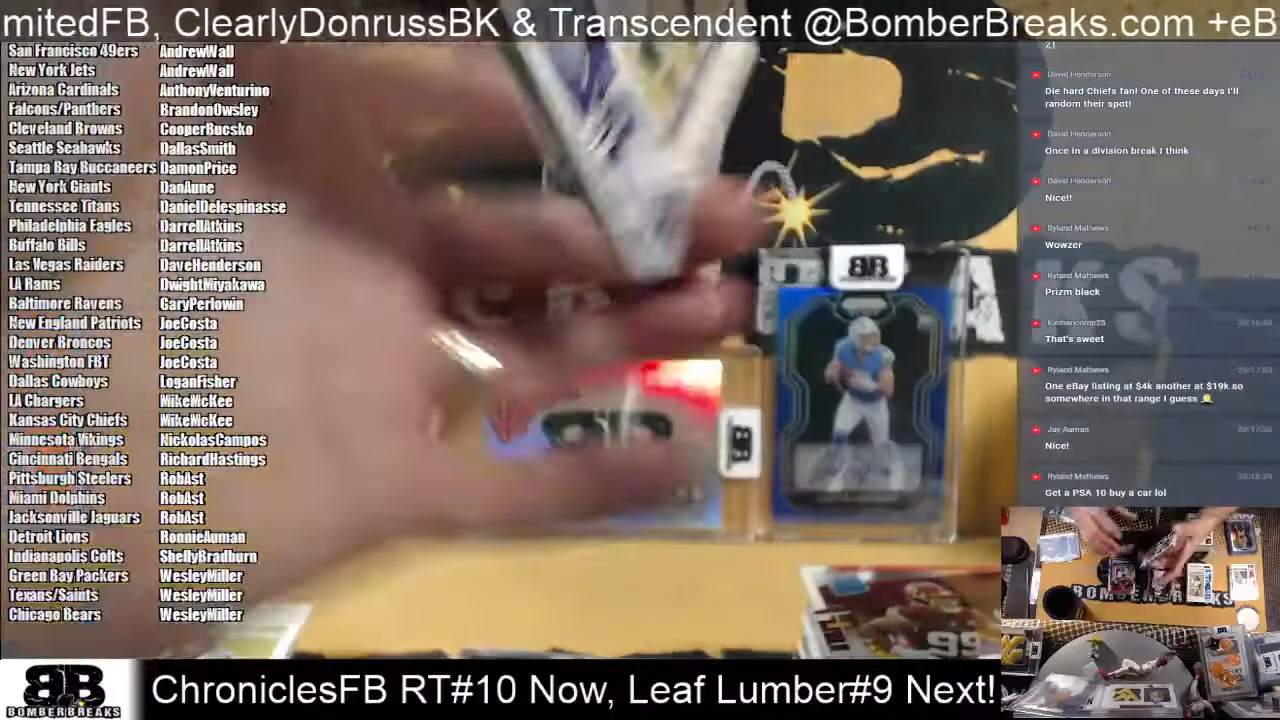 mitedFB, ClearlyDonrussBK & Transcendent @BomberBreaks.com +eB
San Francisco 49ers AndrewWall
New York Jets AndrewWall
Arizona Cardinals AnthonyVenturino
Falcons/Panthers BrandonOwsley
Cleveland Browns CooperBucsko
Seattle Seahawks DallasSmith
Tampa Bay Buccaneers DamonPrice
New York Giants DanAune
Tennessee Titans DanielDelespinasse
Philadelphia Eagles DarrellAtkins
Buffalo Bills DarrellAtkins
Las Vegas Raiders DaveHenderson
LA Rams DwightMiyakawa
Baltimore Ravens GaryPerlowin
New England Patriots JoeCosta
Denver Broncos JoeCosta
Washington FBT JoeCosta
Dallas Cowboys LoganFisher
LA Chargers MikeMcKee
Kansas City Chiefs MikeMcKee
Minnesota Vikings NickolasCampos
Cincinnati Bengals RichardHastings
Pittsburgh Steelers RobAst
Miami Dolphins RobAst
Jacksonville Jaguars RobAst
Detroit Lions RonnieAuman
Indianapolis Colts ShellyBradburn
Green Bay Packers WesleyMiller
Texans/Saints WesleyMiller
Chicago Bears WesleyMiller
BB
BB
99
KS
21
David Henderson
Die hard Chiefs fan! One of these days I'll
random their spot!
David Henderson
Once in a division break I think
David Henderson
Nice!!
Ryland Mathews
Wowzer
Ryland Mathews
Prizm black
That's sweet
Ryland Mathews
One eBay listing at $4k another at $19k so
somewhere in that range I guess
Jay Auman
Nice!
Ryland Mathews
Get a PSA 10 buy a car lol
BOMBERBREAKS
BB
BOMBERBREAKS
ChroniclesFB RT#10 Now, Leaf Lumber#9 Next!